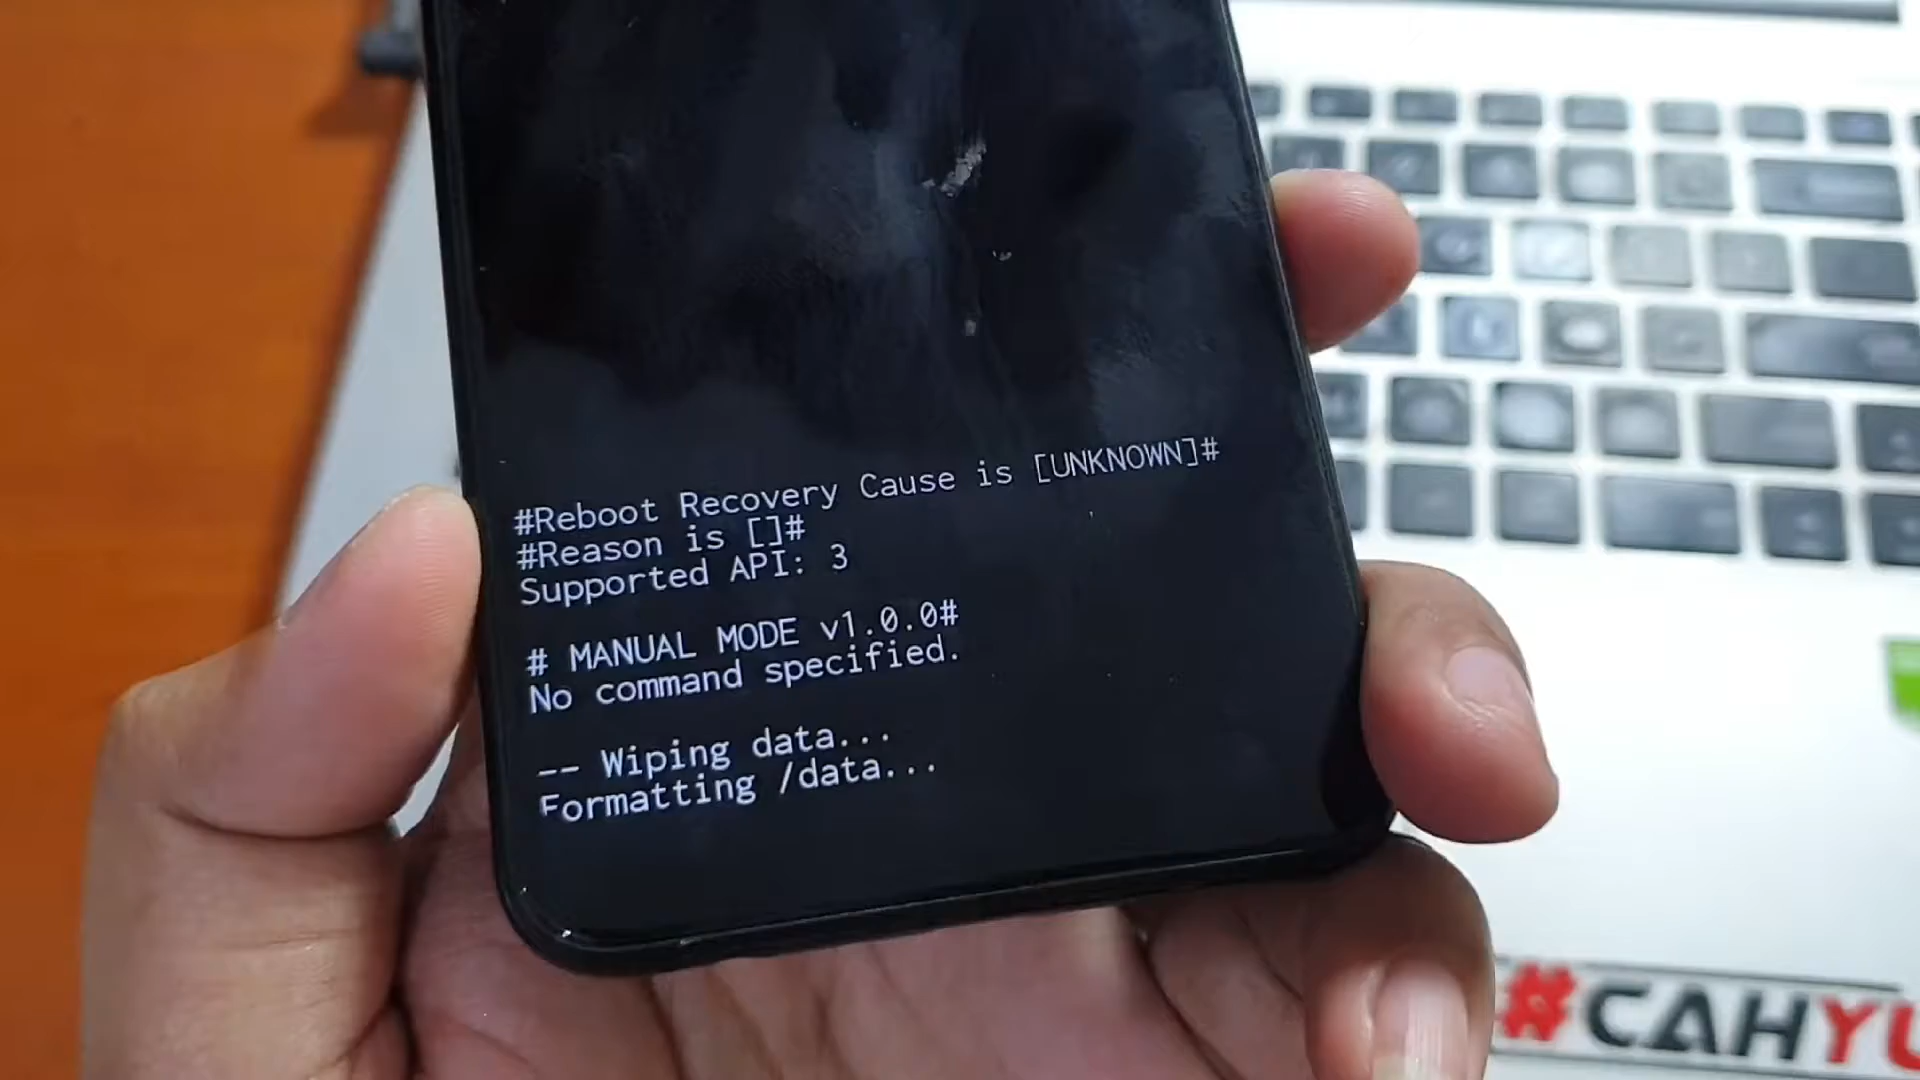 #Reboot Recovery Cause is [UNKNOWN]#
#Reason is []#
Supported API: 3
# MANUAL MODE v1.0.0#
No command specified.
-- Wiping data...
Formatting /data...
#CAHYU